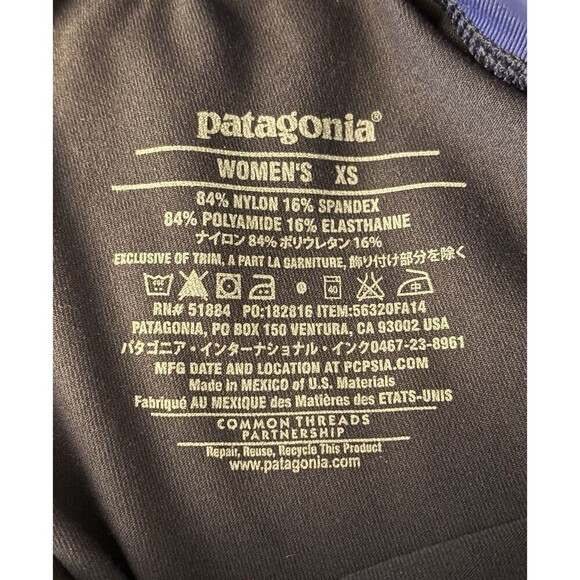 patagonia®
WOMEN'S XS
84% NYLON 16% SPANDEX
84% POLYAMIDE 16% ELASTHANNE
ナイロン 84% ポリウレタン 16%
EXCLUSIVE OF TRIM, A PART LA GARNITURE, 飾り付け部分を除く
40 中
RN# 51884 PO:182816 ITEM:56320FA14
PATAGONIA, PO BOX 150 VENTURA, CA 93002 USA
パタゴニア・インターナショナル・インク0467-23-8961
MFG DATE AND LOCATION AT PCPSIA.COM
Made in MEXICO of U.S. Materials
Fabriqué AU MEXIQUE des Matières des ETATS-UNIS
COMMON THREADS
PARTNERSHIP
Repair, Reuse, Recycle This Product
www.patagonia.com